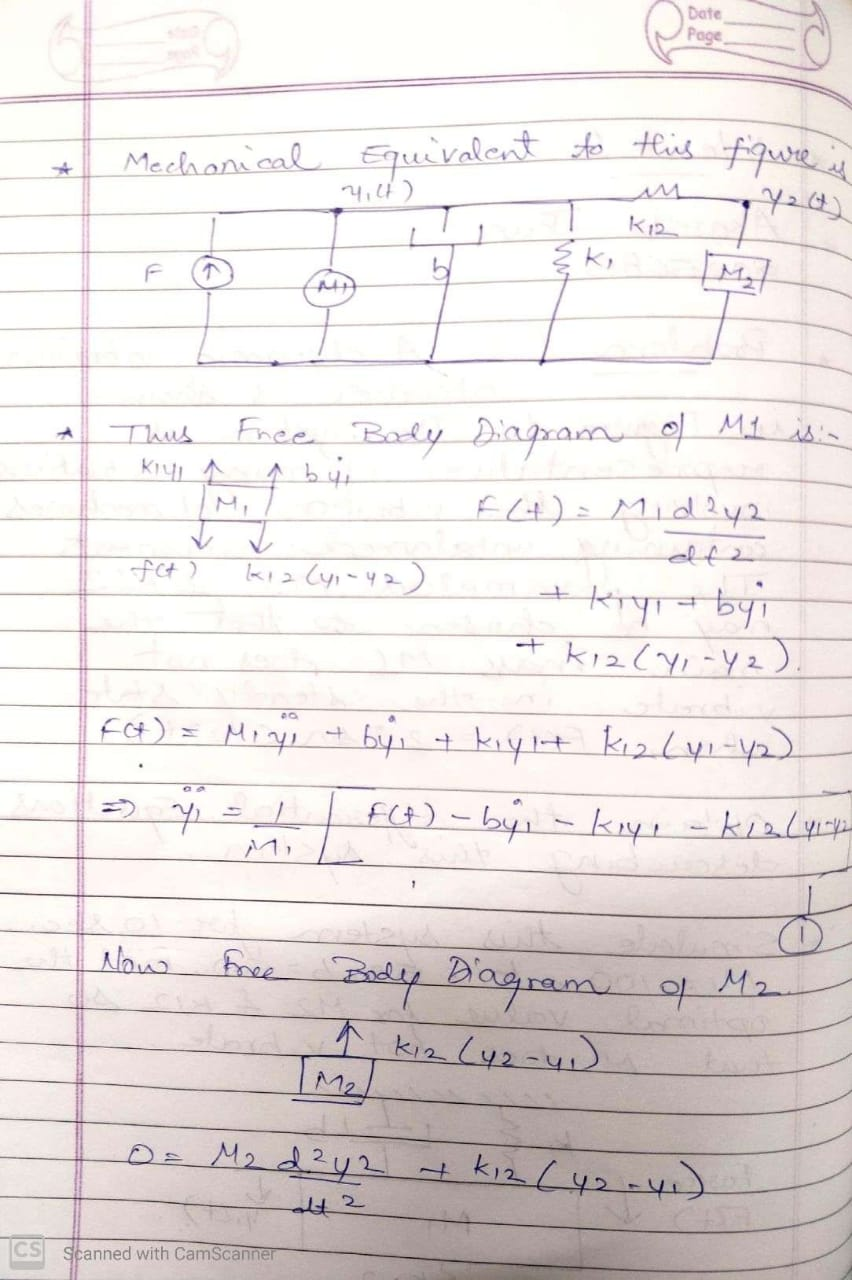 Date
Page
* Mechanical Equivalent to this figure is
y1(t)
y2(t)
K12
F
M1
b
K1
M2
* Thus Free Body Diagram of M1 is:-
K1y1 bẏ1
M1
f(t) k12(y1-y2)
F(t) = M1 d2y2
dt2
+ k1y1 + bẏ1
+ k12(y1-y2).
F(t) = M1ÿ1 + bẏ1 + k1y1 + k12(y1-y2)
=> ÿ1 = 1/M1 [F(t) - bẏ1 - k1y1 - k12(y1-y2)]
1
Now Free Body Diagram of M2.
k12(y2-y1)
M2
0 = M2 d2y2 + k12(y2-y1)
dt2
CS Scanned with CamScanner